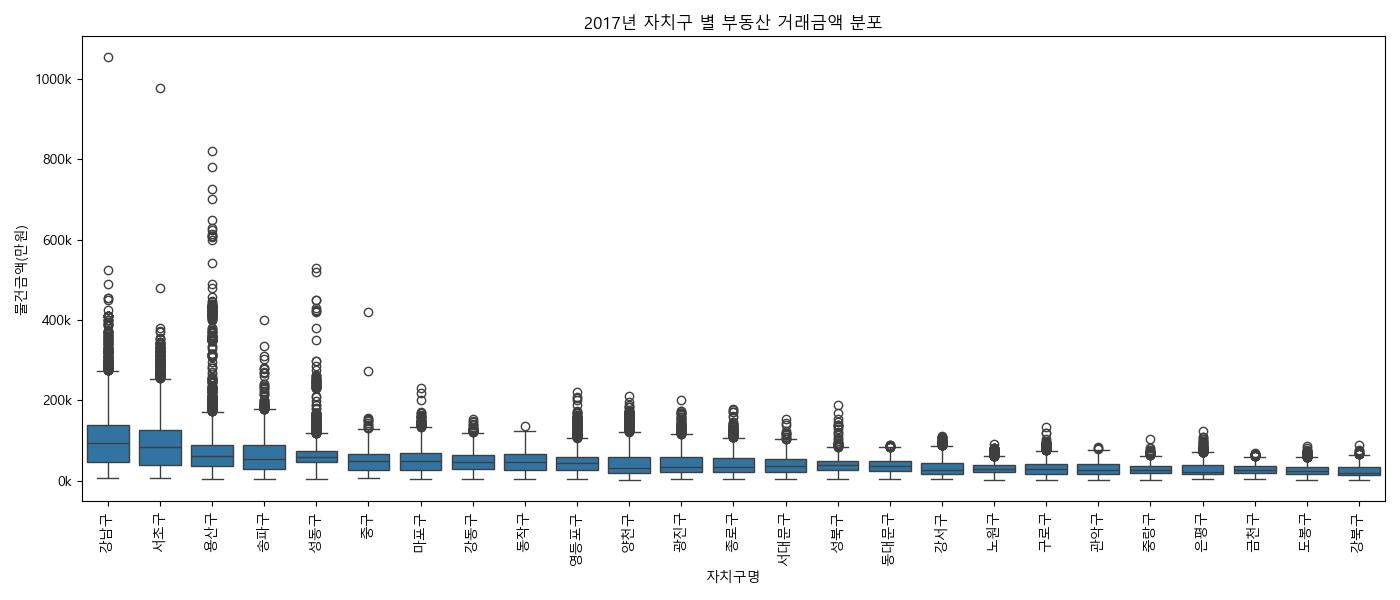 2017년 자치구 별 부동산 거래금액 분포
물건금액(만원)
1000k
800k
600k
400k
200k
0k
강남구
서초구
용산구
송파구
성동구
중구
마포구
강동구
동작구
영등포구
양천구
광진구
종로구
서대문구
성북구
동대문구
강서구
노원구
구로구
관악구
중랑구
은평구
금천구
도봉구
강북구
자치구명